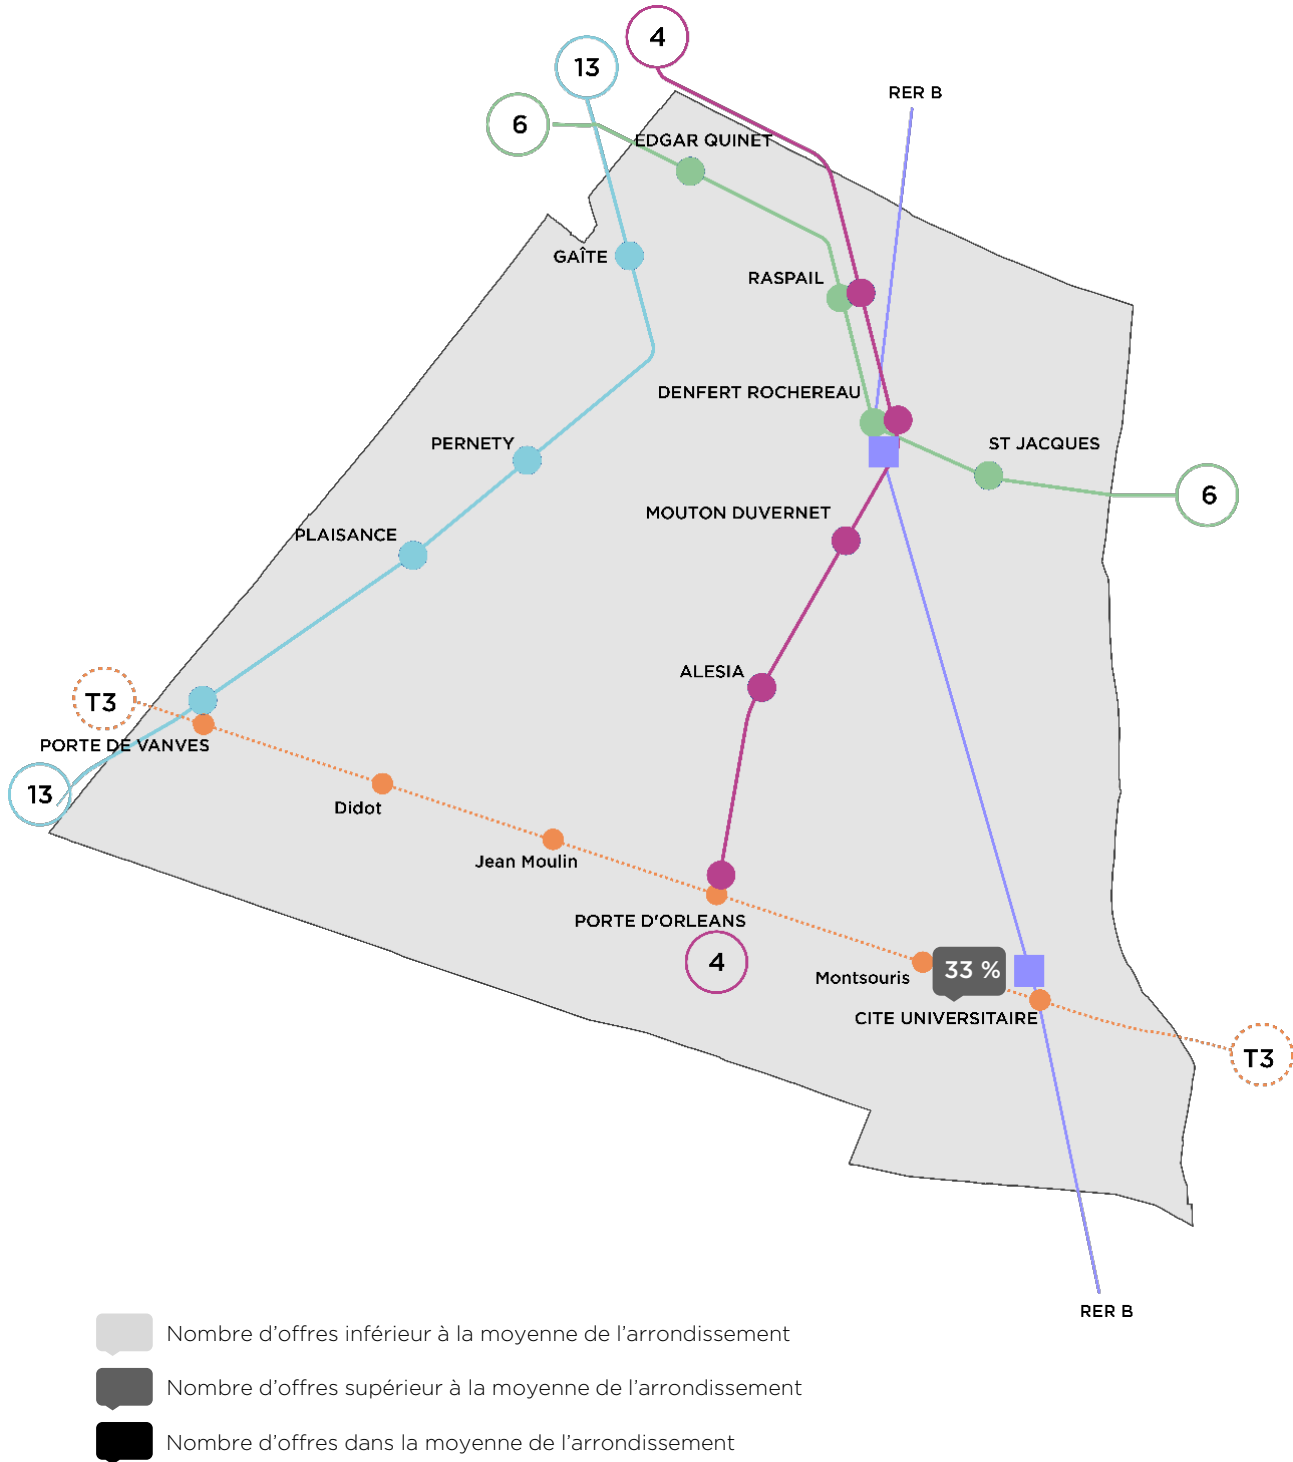 4
13
RER B
6
EDGAR QUINET
GAÎTE
RASPAIL
DENFERT ROCHEREAU
PERNETY
ST JACQUES
6
MOUTON DUVERNET
PLAISANCE
ALESIA
T3
PORTE DE VANVES
13
Didot
Jean Moulin
PORTE D'ORLEANS
4
33 %
Montsouris
CITE UNIVERSITAIRE
T3
RER B
Nombre d'offres inférieur à la moyenne de l'arrondissement
Nombre d'offres supérieur à la moyenne de l'arrondissement
Nombre d'offres dans la moyenne de l'arrondissement